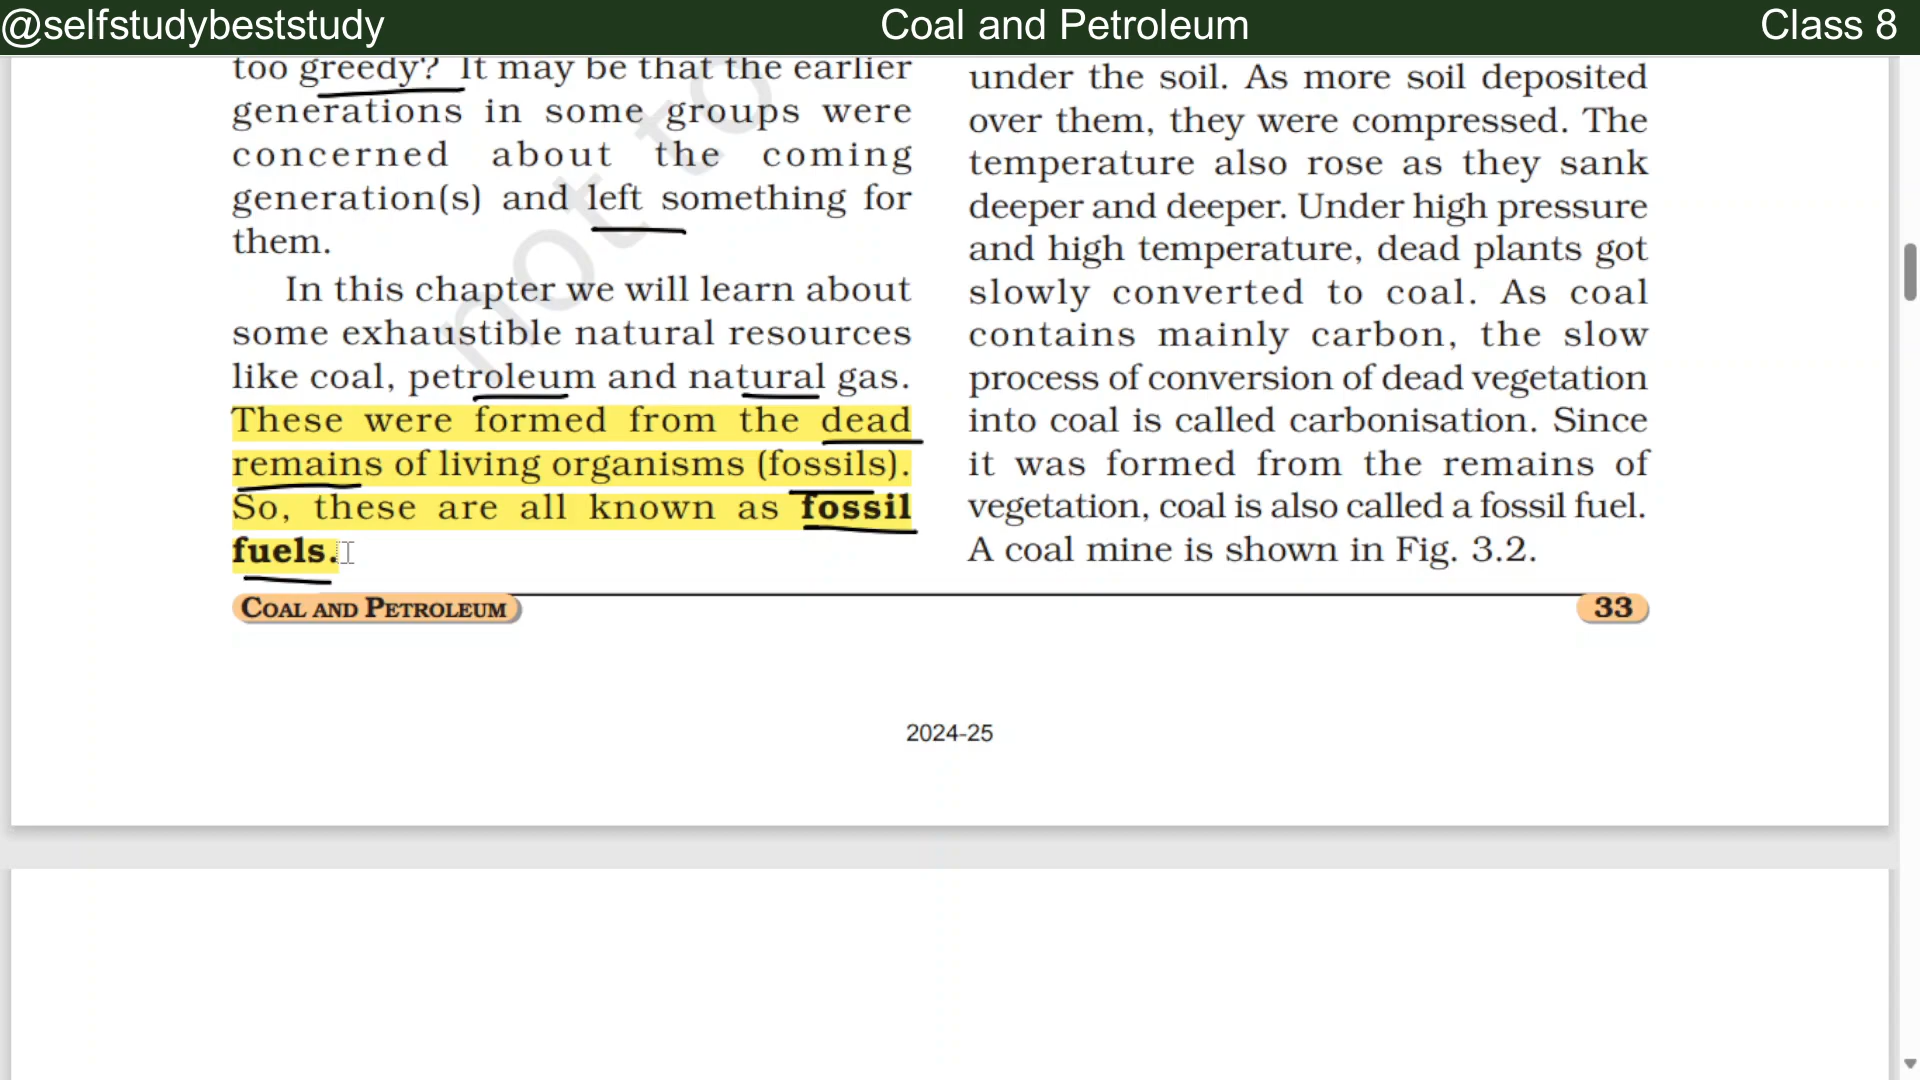 @selfstudybeststudy
Coal and Petroleum
Class 8
too greedy? It may be that the earlier
generations in some groups were
concerned about the coming
generation(s) and left something for
them.
In this chapter we will learn about
some exhaustible natural resources
like coal, petroleum and natural gas.
These were formed from the dead
remains of living organisms (fossils).
So, these are all known as fossil
fuels.
under the soil. As more soil deposited
over them, they were compressed. The
temperature also rose as they sank
deeper and deeper. Under high pressure
and high temperature, dead plants got
slowly converted to coal. As coal
contains mainly carbon, the slow
process of conversion of dead vegetation
into coal is called carbonisation. Since
it was formed from the remains of
vegetation, coal is also called a fossil fuel.
A coal mine is shown in Fig. 3.2.
COAL AND PETROLEUM
33
2024-25
not to